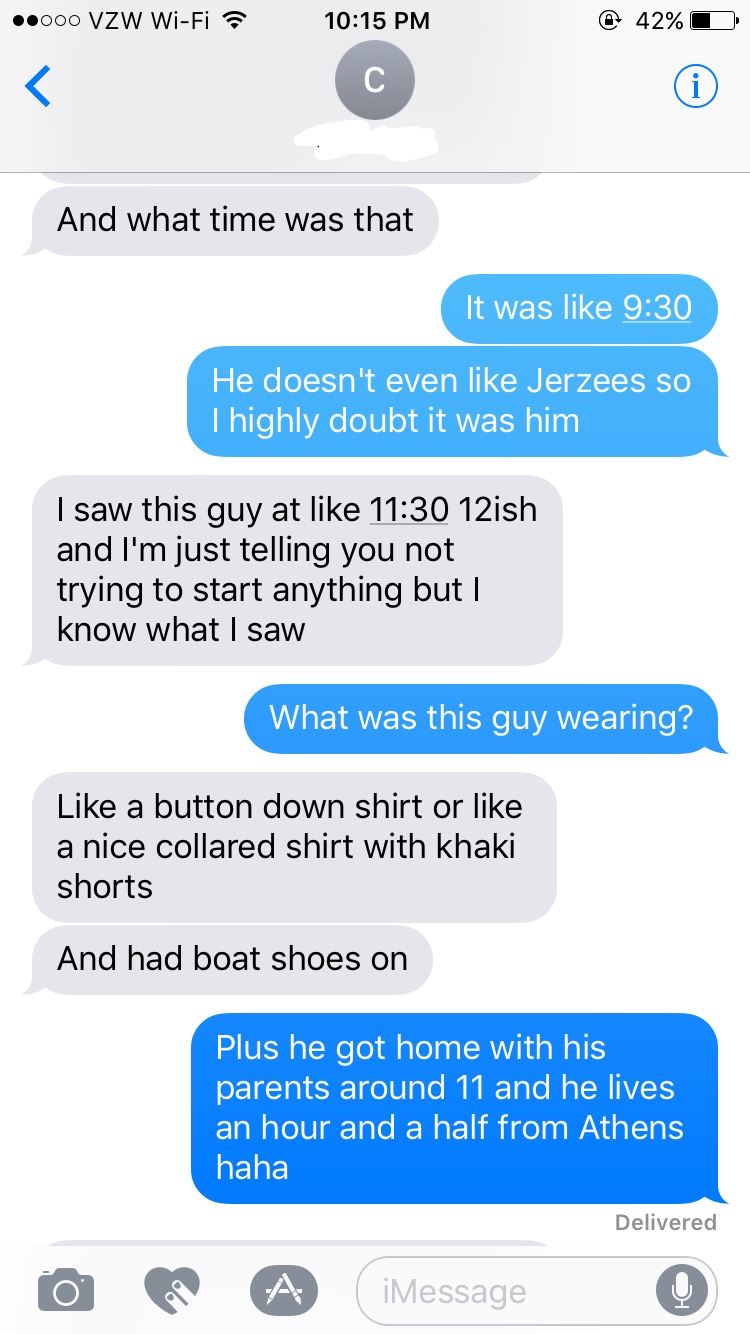 VZW Wi-Fi 10:15 PM 42%
C
And what time was that
It was like 9:30
He doesn't even like Jerzees so
I highly doubt it was him
I saw this guy at like 11:30 12ish
and I'm just telling you not
trying to start anything but I
know what I saw
What was this guy wearing?
Like a button down shirt or like
a nice collared shirt with khaki
shorts
And had boat shoes on
Plus he got home with his
parents around 11 and he lives
an hour and a half from Athens
haha
Delivered
iMessage